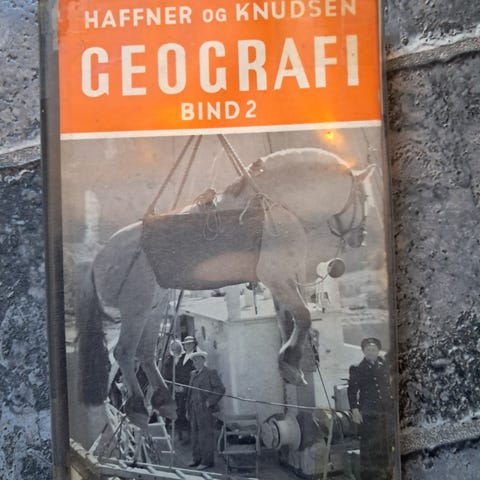 HAFFNER OG KNUDSEN
GEOGRAFI
BIND 2